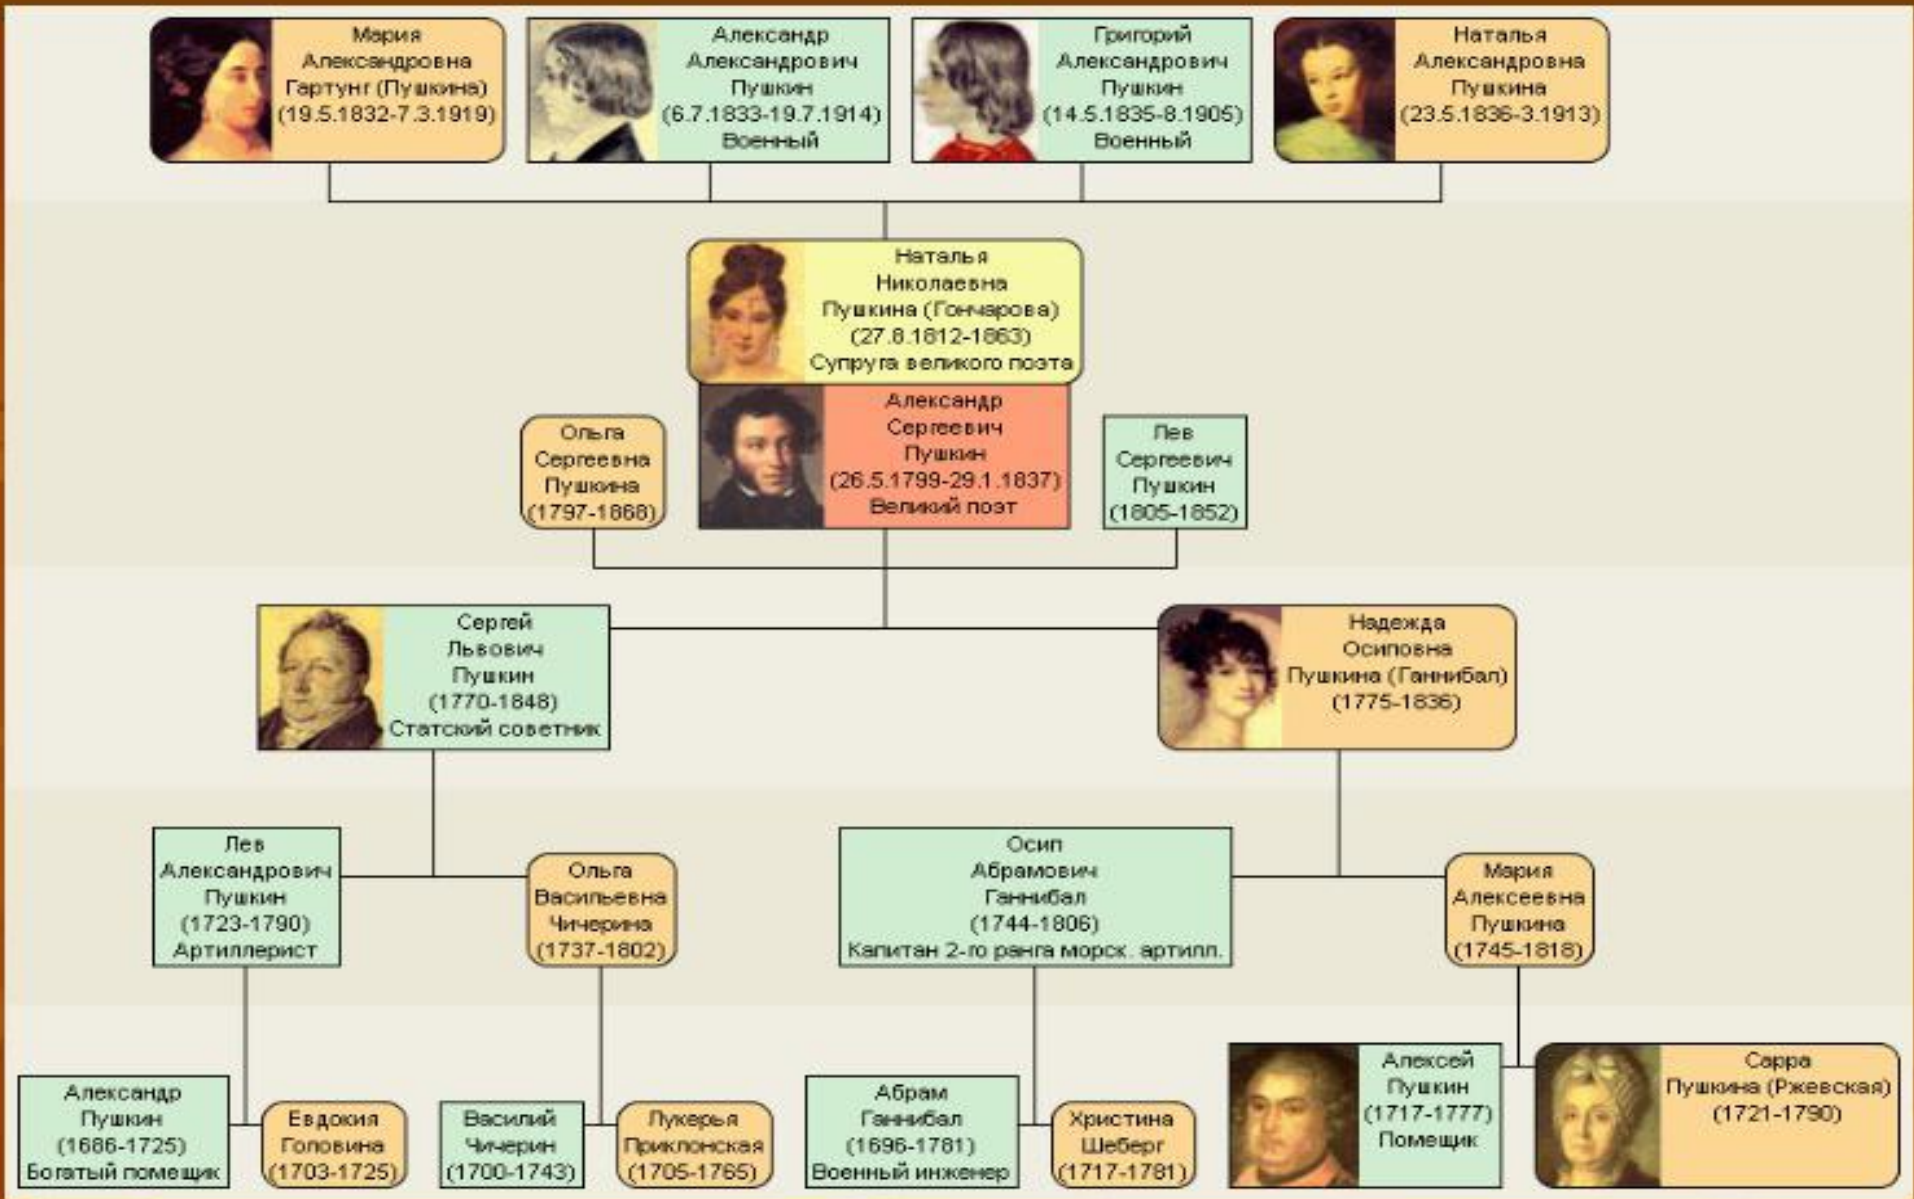 Мария
Александровна
Гартунг (Пушкина)
(19.5.1832-7.3.1919)
Александр
Александрович
Пушкин
(6.7.1833-19.7.1914)
Военный
Григорий
Александрович
Пушкин
(14.5.1835-8.1905)
Военный
Наталья
Александровна
Пушкина
(23.5.1836-3.1913)
Наталья
Николаевна
Пушкина (Гончарова)
(27.8.1812-1863)
Супруга великого поэта
Ольга
Сергеевна
Пушкина
(1797-1868)
Александр
Сергеевич
Пушкин
(26.5.1799-29.1.1837)
Великий поэт
Лев
Сергеевич
Пушкин
(1805-1852)
Сергей
Львович
Пушкин
(1770-1848)
Статский советник
Надежда
Осиповна
Пушкина (Ганнибал)
(1775-1836)
Лев
Александрович
Пушкин
(1723-1790)
Артиллерист
Ольга
Васильевна
Чичерина
(1737-1802)
Осип
Абрамович
Ганнибал
(1744-1806)
Капитан 2-го ранга морск. артилл.
Мария
Алексеевна
Пушкина
(1745-1818)
Александр
Пушкин
(1686-1725)
Богатый помещик
Евдокия
Головина
(1703-1725)
Василий
Чичерин
(1700-1743)
Лукерья
Приклонская
(1705-1765)
Абрам
Ганнибал
(1696-1781)
Военный инженер
Христина
Шеберг
(1717-1781)
Алексей
Пушкин
(1717-1777)
Помещик
Сарра
Пушкина (Ржевская)
(1721-1790)